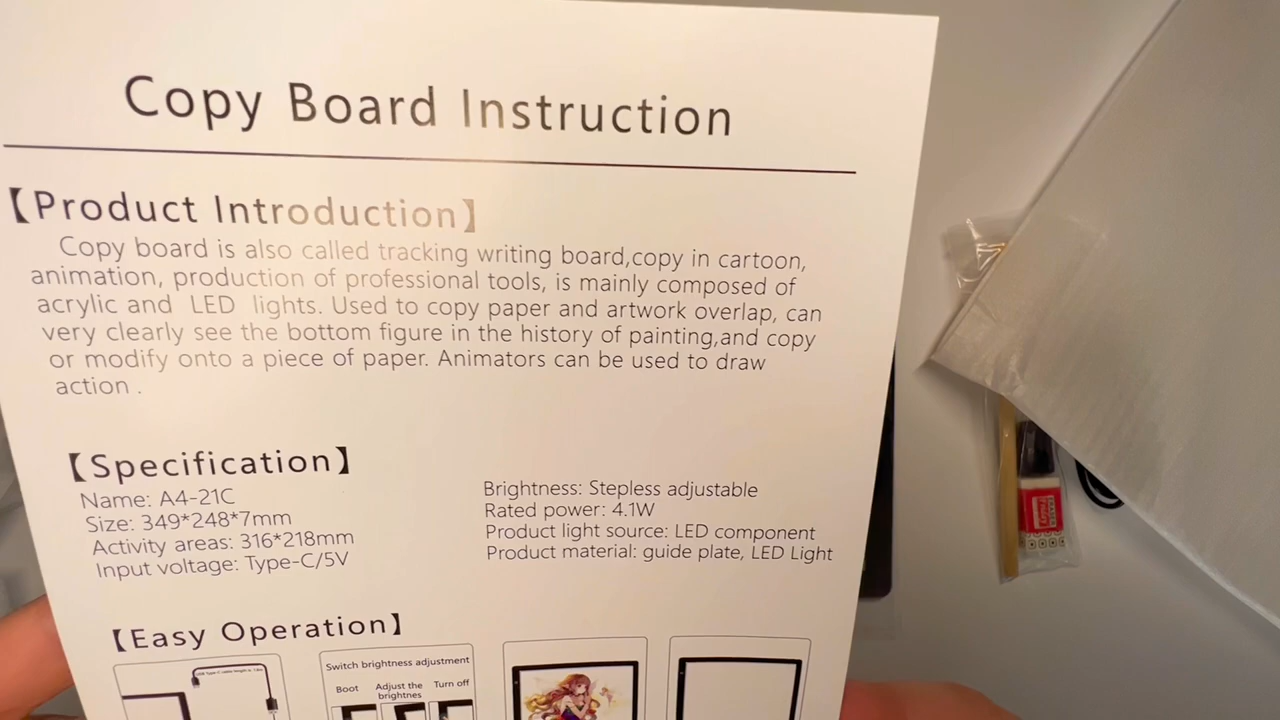 Copy Board Instruction
【Product Introduction】
Copy board is also called tracking writing board,copy in cartoon,
animation, production of professional tools, is mainly composed of
acrylic and LED lights. Used to copy paper and artwork overlap, can
very clearly see the bottom figure in the history of painting,and copy
or modify onto a piece of paper. Animators can be used to draw
action .
【Specification】
Name: A4-21C
Size: 349*248*7mm
Activity areas: 316*218mm
Input voltage: Type-C/5V
Brightness: Stepless adjustable
Rated power: 4.1W
Product light source: LED component
Product material: guide plate, LED Light
【Easy Operation】
Switch brightness adjustment
Boot
Adjust the
brightnes
Turn off